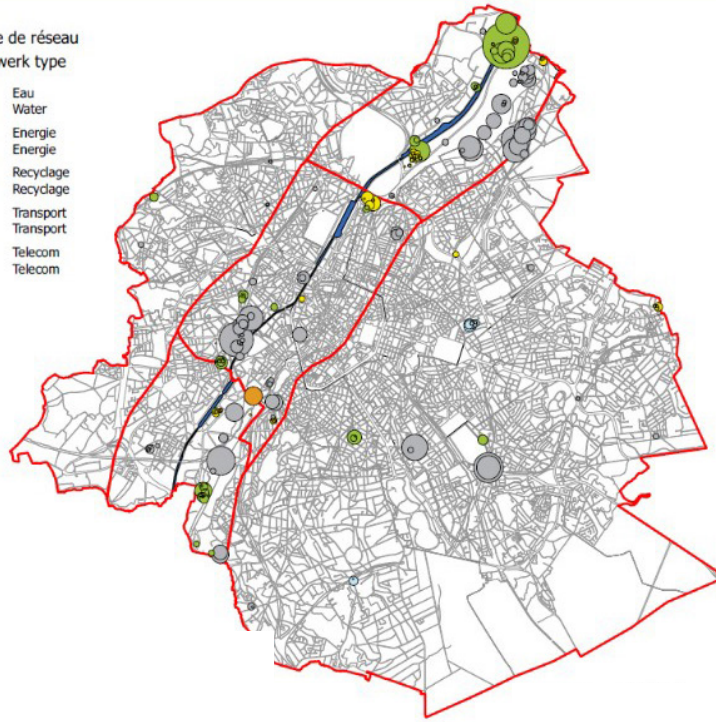 e de réseau
werk type
Eau
Water
Energie
Energie
Recyclage
Recyclage
Transport
Transport
Telecom
Telecom